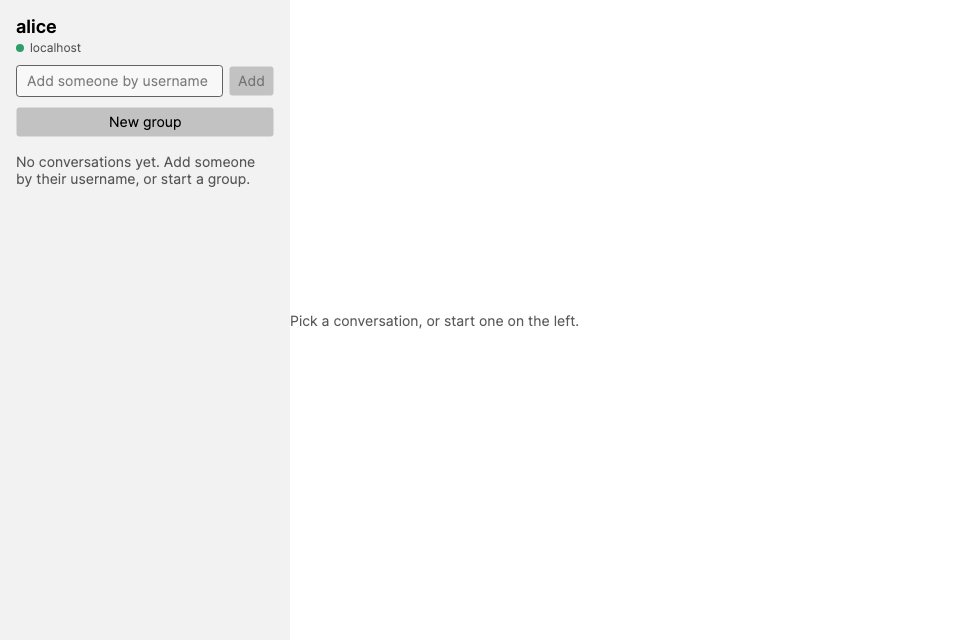 alice
localhost
Add someone by username
Add
New group
No conversations yet. Add someone
by their username, or start a group.
Pick a conversation, or start one on the left.